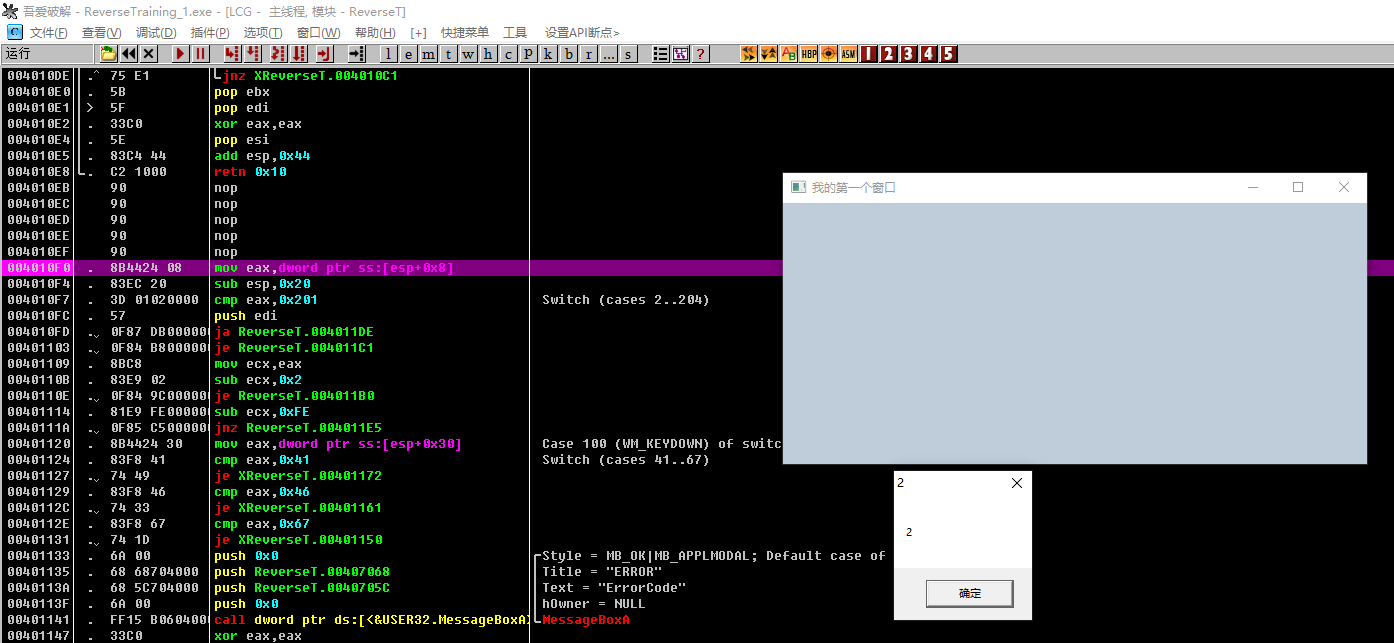 吾爱破解 - ReverseTraining_1.exe - [LCG - 主线程, 模块 - ReverseT]
文件(F) 查看(V) 调试(D) 插件(P) 选项(T) 窗口(W) 帮助(H) [+] 快捷菜单 工具 设置API断点>
运行 l e m t w h c P k b r ... s ? HBP ASM 1 2 3 4 5
004010DE .^ 75 E1 jnz XReverseT.004010C1
004010E0 . 5B pop ebx
004010E1 > 5F pop edi
004010E2 . 33C0 xor eax,eax
004010E4 . 5E pop esi
004010E5 . 83C4 44 add esp,0x44
004010E8 . C2 1000 retn 0x10
004010EB 90 nop
004010EC 90 nop
004010ED 90 nop
004010EE 90 nop
004010EF 90 nop
004010F0 . 8B4424 08 mov eax,dword ptr ss:[esp+0x8]
004010F4 . 83EC 20 sub esp,0x20
004010F7 . 3D 01020000 cmp eax,0x201 Switch (cases 2..204)
004010FC . 57 push edi
004010FD . 0F87 DB000000 ja ReverseT.004011DE
00401103 . 0F84 B8000000 je ReverseT.004011C1
00401109 . 8BC8 mov ecx,eax
0040110B . 83E9 02 sub ecx,0x2
0040110E . 0F84 9C000000 je ReverseT.004011B0
00401114 . 81E9 FE000000 sub ecx,0xFE
0040111A . 0F85 C5000000 jnz ReverseT.004011E5
00401120 . 8B4424 30 mov eax,dword ptr ss:[esp+0x30] Case 100 (WM_KEYDOWN) of switc
00401124 . 83F8 41 cmp eax,0x41 Switch (cases 41..67)
00401127 . 74 49 je XReverseT.00401172
00401129 . 83F8 46 cmp eax,0x46
0040112C . 74 33 je XReverseT.00401161
0040112E . 83F8 67 cmp eax,0x67
00401131 . 74 1D je XReverseT.00401150
00401133 . 6A 00 push 0x0 Style = MB_OK|MB_APPLMODAL; Default case of
00401135 . 68 68704000 push ReverseT.00407068 Title = "ERROR"
0040113A . 68 5C704000 push ReverseT.0040705C Text = "ErrorCode"
0040113F . 6A 00 push 0x0 hOwner = NULL
00401141 . FF15 B0604000 call dword ptr ds:[<&USER32.MessageBoxA> MessageBoxA
00401147 . 33C0 xor eax,eax
我的第一个窗口
2
2
确定